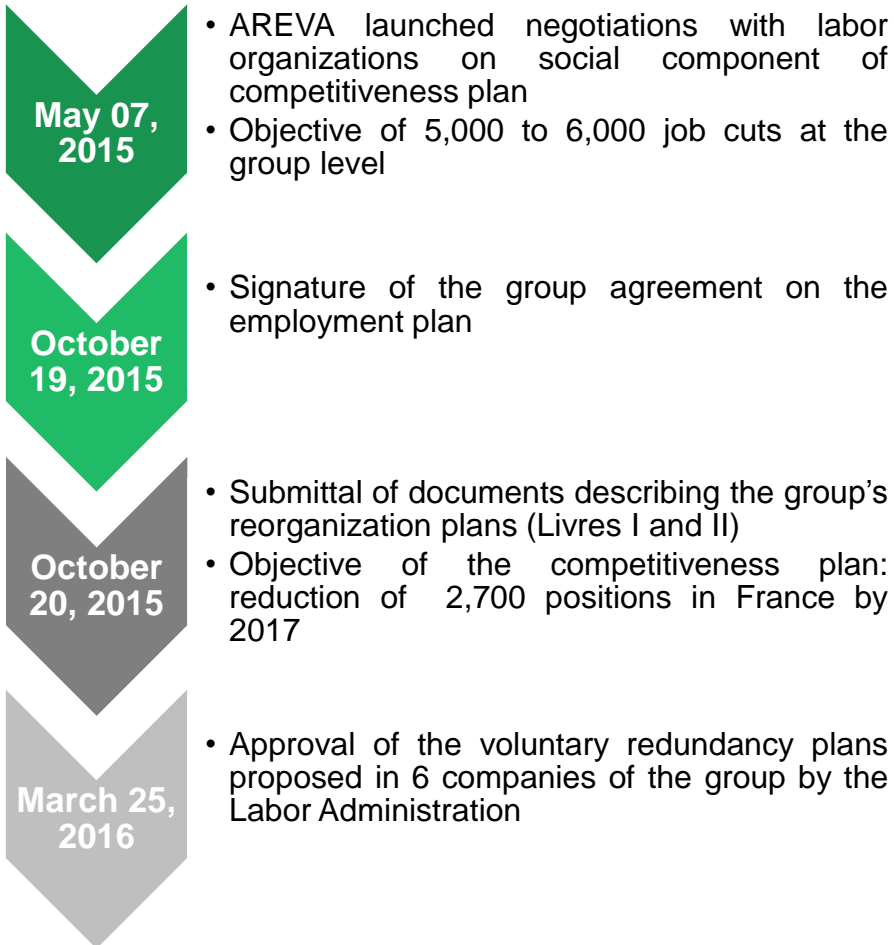 May 07,
2015
• AREVA launched negotiations with labor
organizations on social component of
competitiveness plan
• Objective of 5,000 to 6,000 job cuts at the
group level
October
19, 2015
• Signature of the group agreement on the
employment plan
October
20, 2015
• Submittal of documents describing the group’s
reorganization plans (Livres I and II)
• Objective of the competitiveness plan:
reduction of 2,700 positions in France by
2017
March 25,
2016
• Approval of the voluntary redundancy plans
proposed in 6 companies of the group by the
Labor Administration